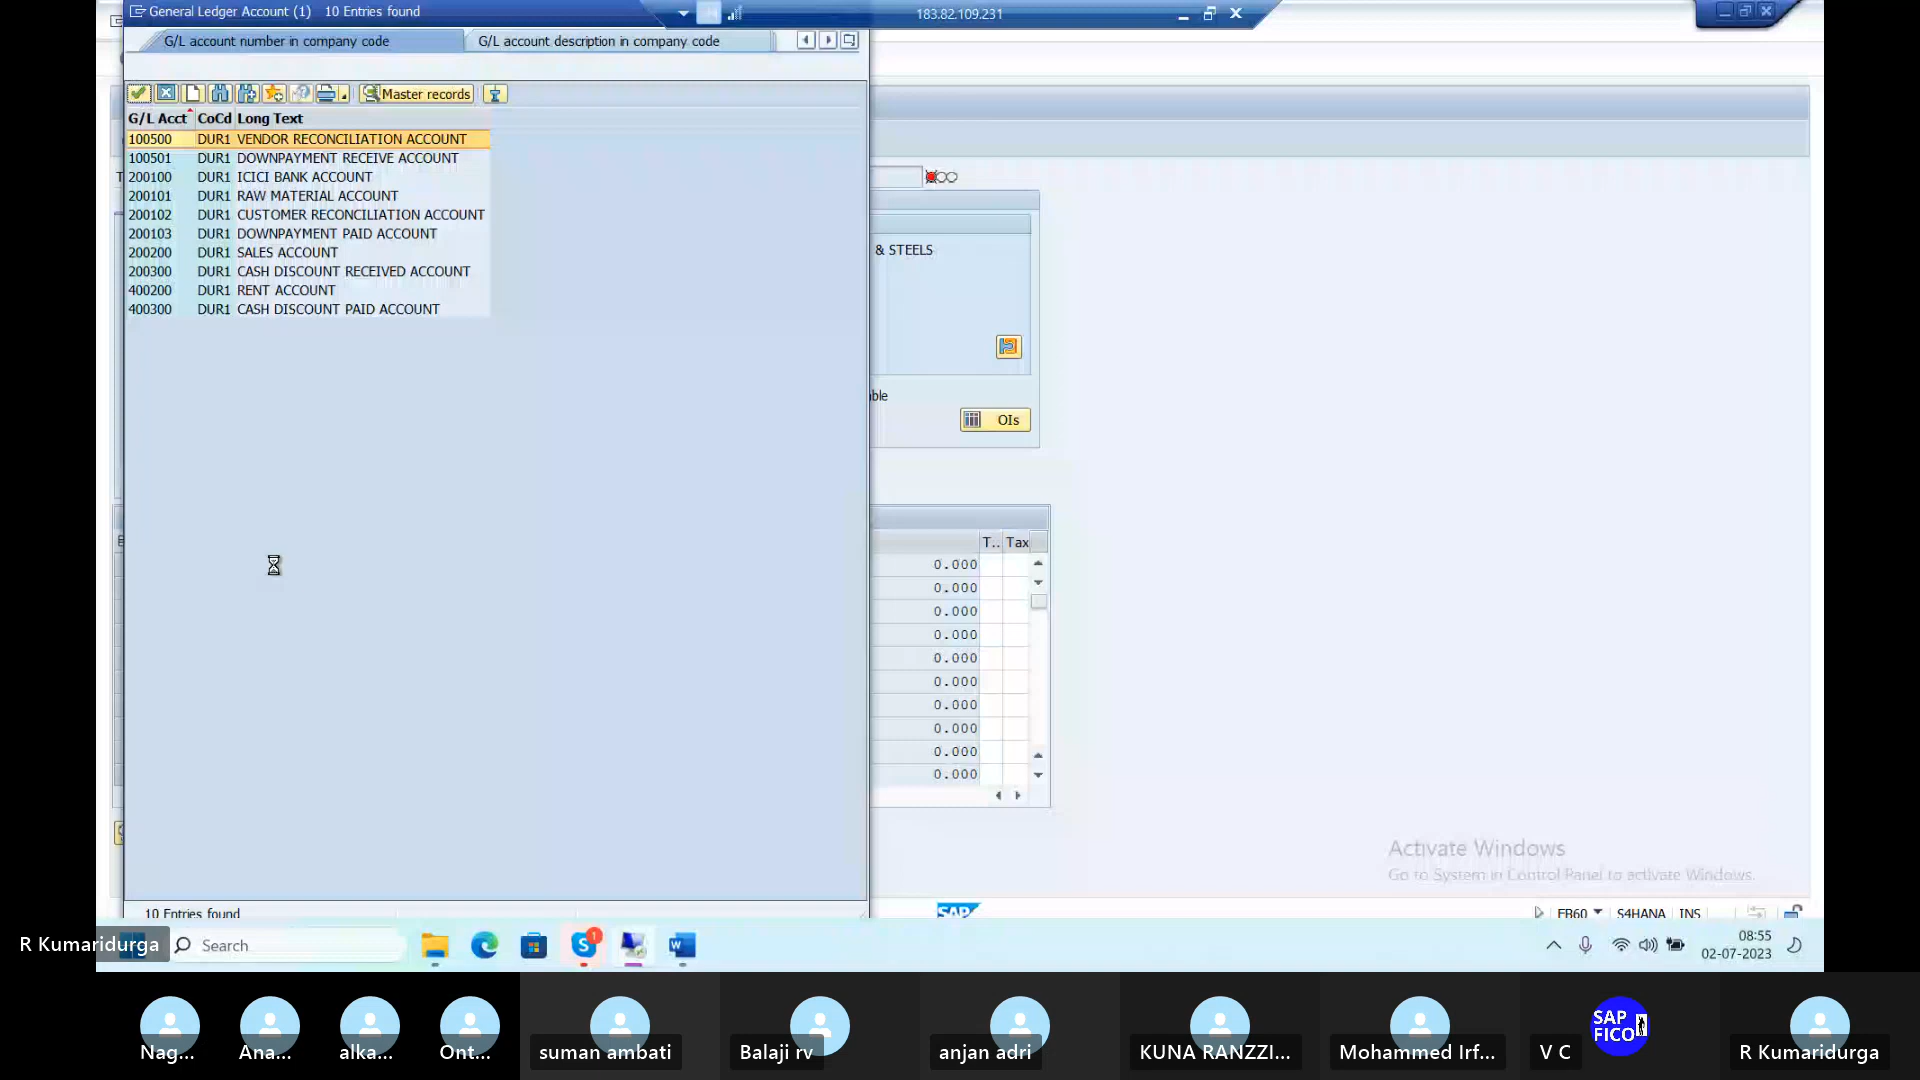 General Ledger Account (1) 10 Entries found
183.82.109.231
G/L account number in company code
G/L account description in company code
Master records
G/L Acct CoCd Long Text
100500 DUR1 VENDOR RECONCILIATION ACCOUNT
100501 DUR1 DOWNPAYMENT RECEIVE ACCOUNT
200100 DUR1 ICICI BANK ACCOUNT
200101 DUR1 RAW MATERIAL ACCOUNT
200102 DUR1 CUSTOMER RECONCILIATION ACCOUNT
200103 DUR1 DOWNPAYMENT PAID ACCOUNT
200200 DUR1 SALES ACCOUNT
200300 DUR1 CASH DISCOUNT RECEIVED ACCOUNT
400200 DUR1 RENT ACCOUNT
400300 DUR1 CASH DISCOUNT PAID ACCOUNT
& STEELS
OIs
T.. Tax
0.000
0.000
0.000
0.000
0.000
0.000
0.000
0.000
0.000
0.000
Activate Windows
Go to System in Control Panel to activate Windows.
10 Entries found
SAP
FB60 S4HANA INS
R Kumaridurga
Search
1
08:55
02-07-2023
SAP
FICO
Nag...
Ana...
alka...
Ont...
suman ambati
Balaji rv
anjan adri
KUNA RANZZI...
Mohammed Irf...
V C
R Kumaridurga